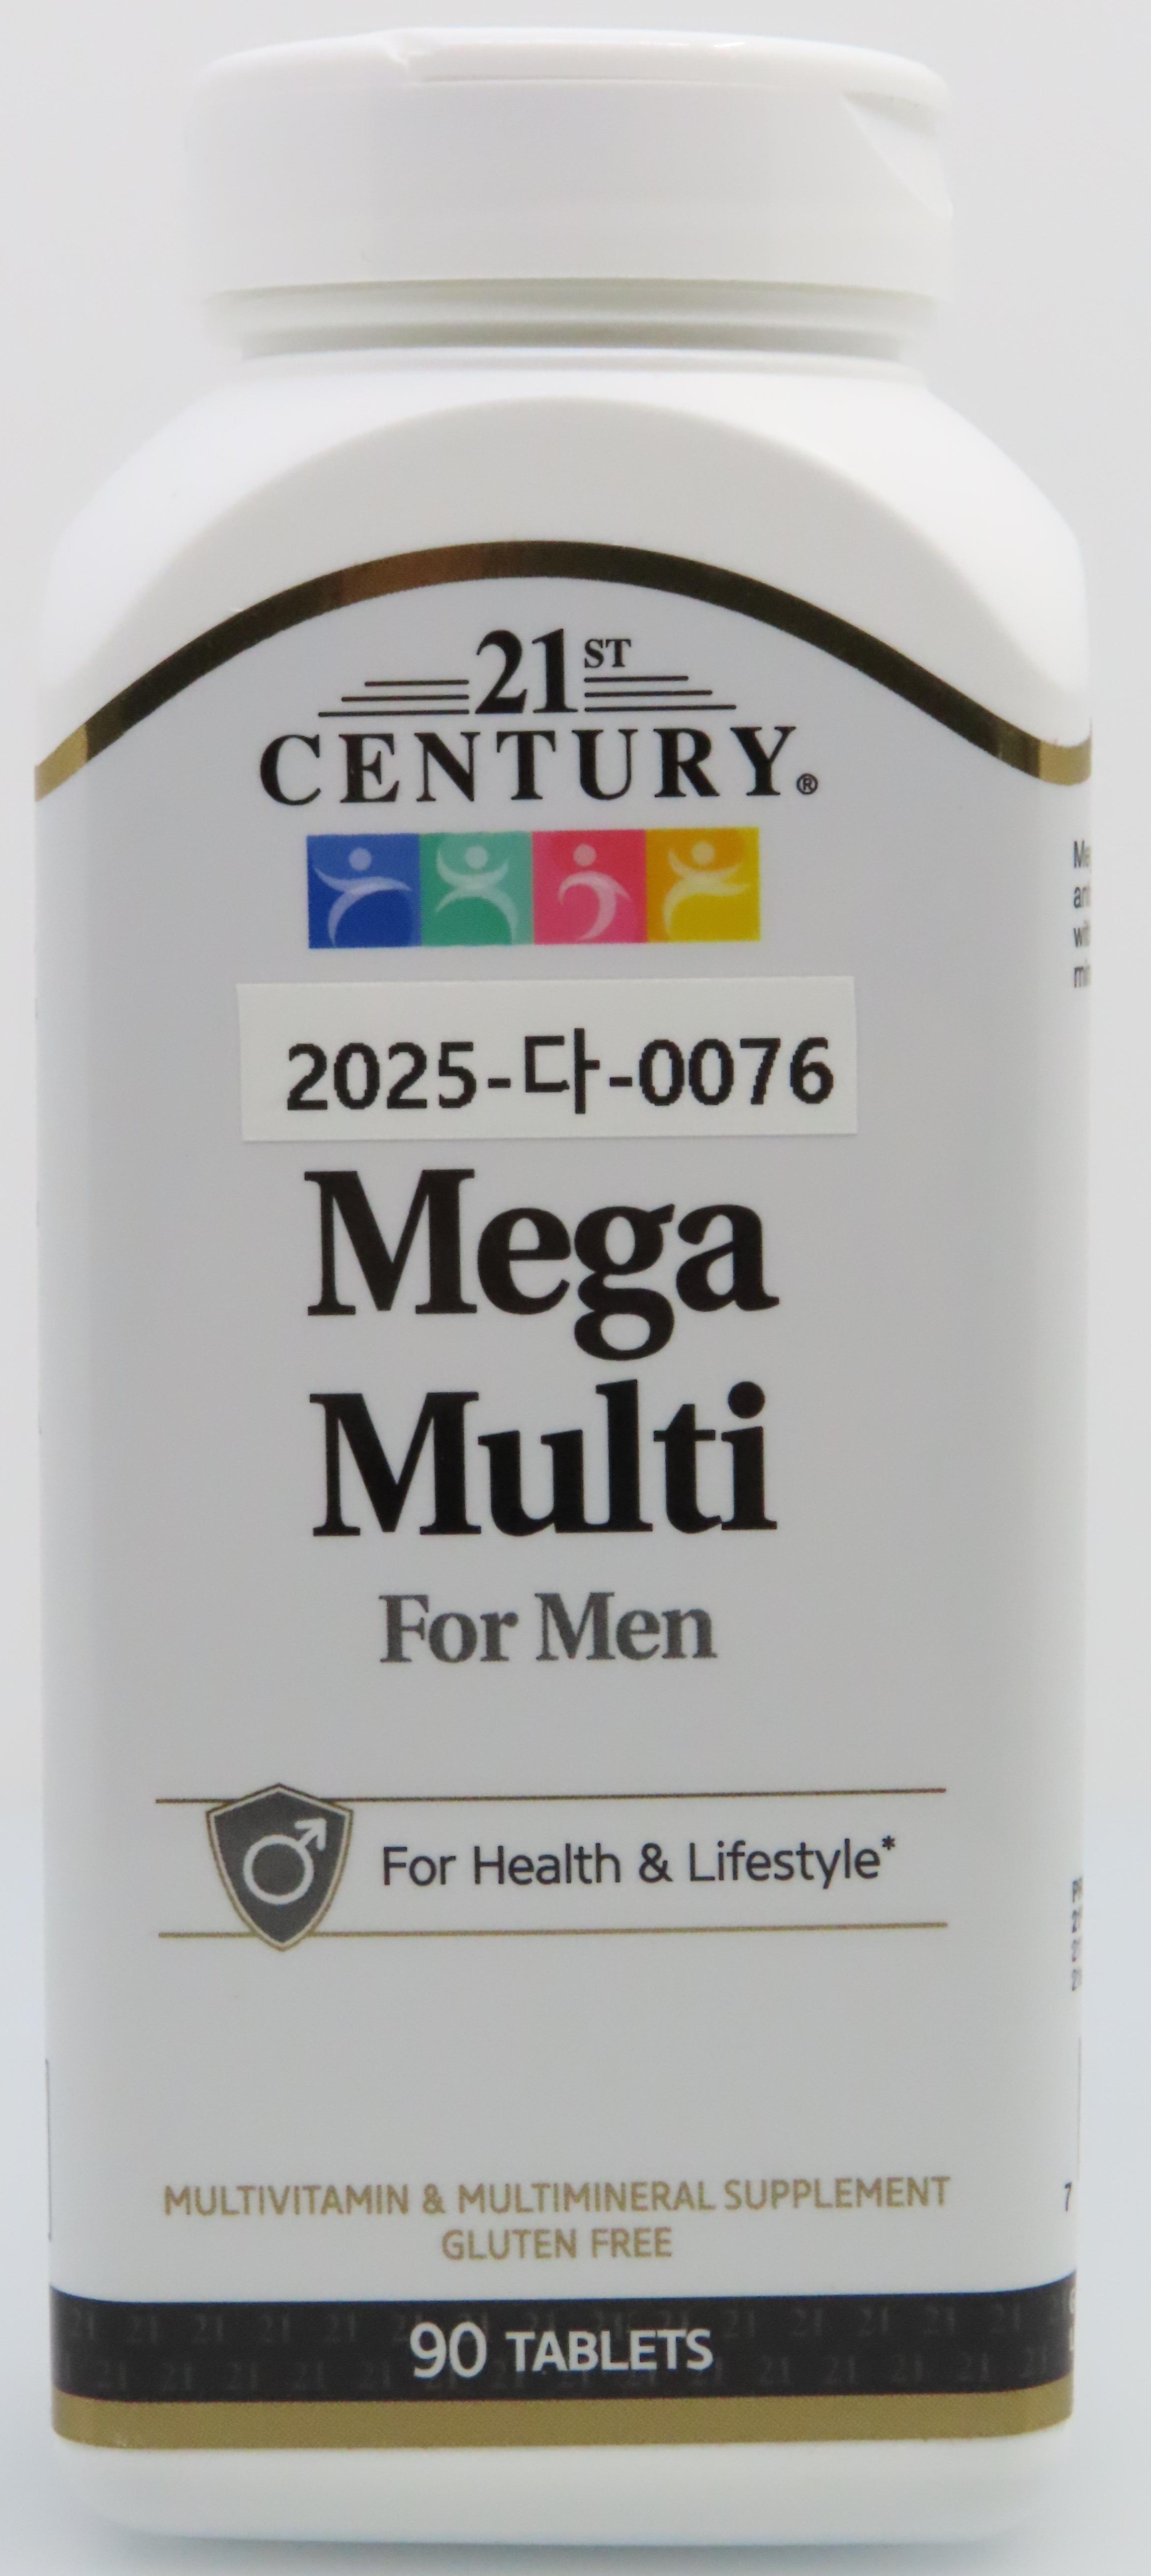 21ST
CENTURY®
2025-다-0076
Mega
Multi
For Men
For Health & Lifestyle*
MULTIVITAMIN & MULTIMINERAL SUPPLEMENT
GLUTEN FREE
90 TABLETS